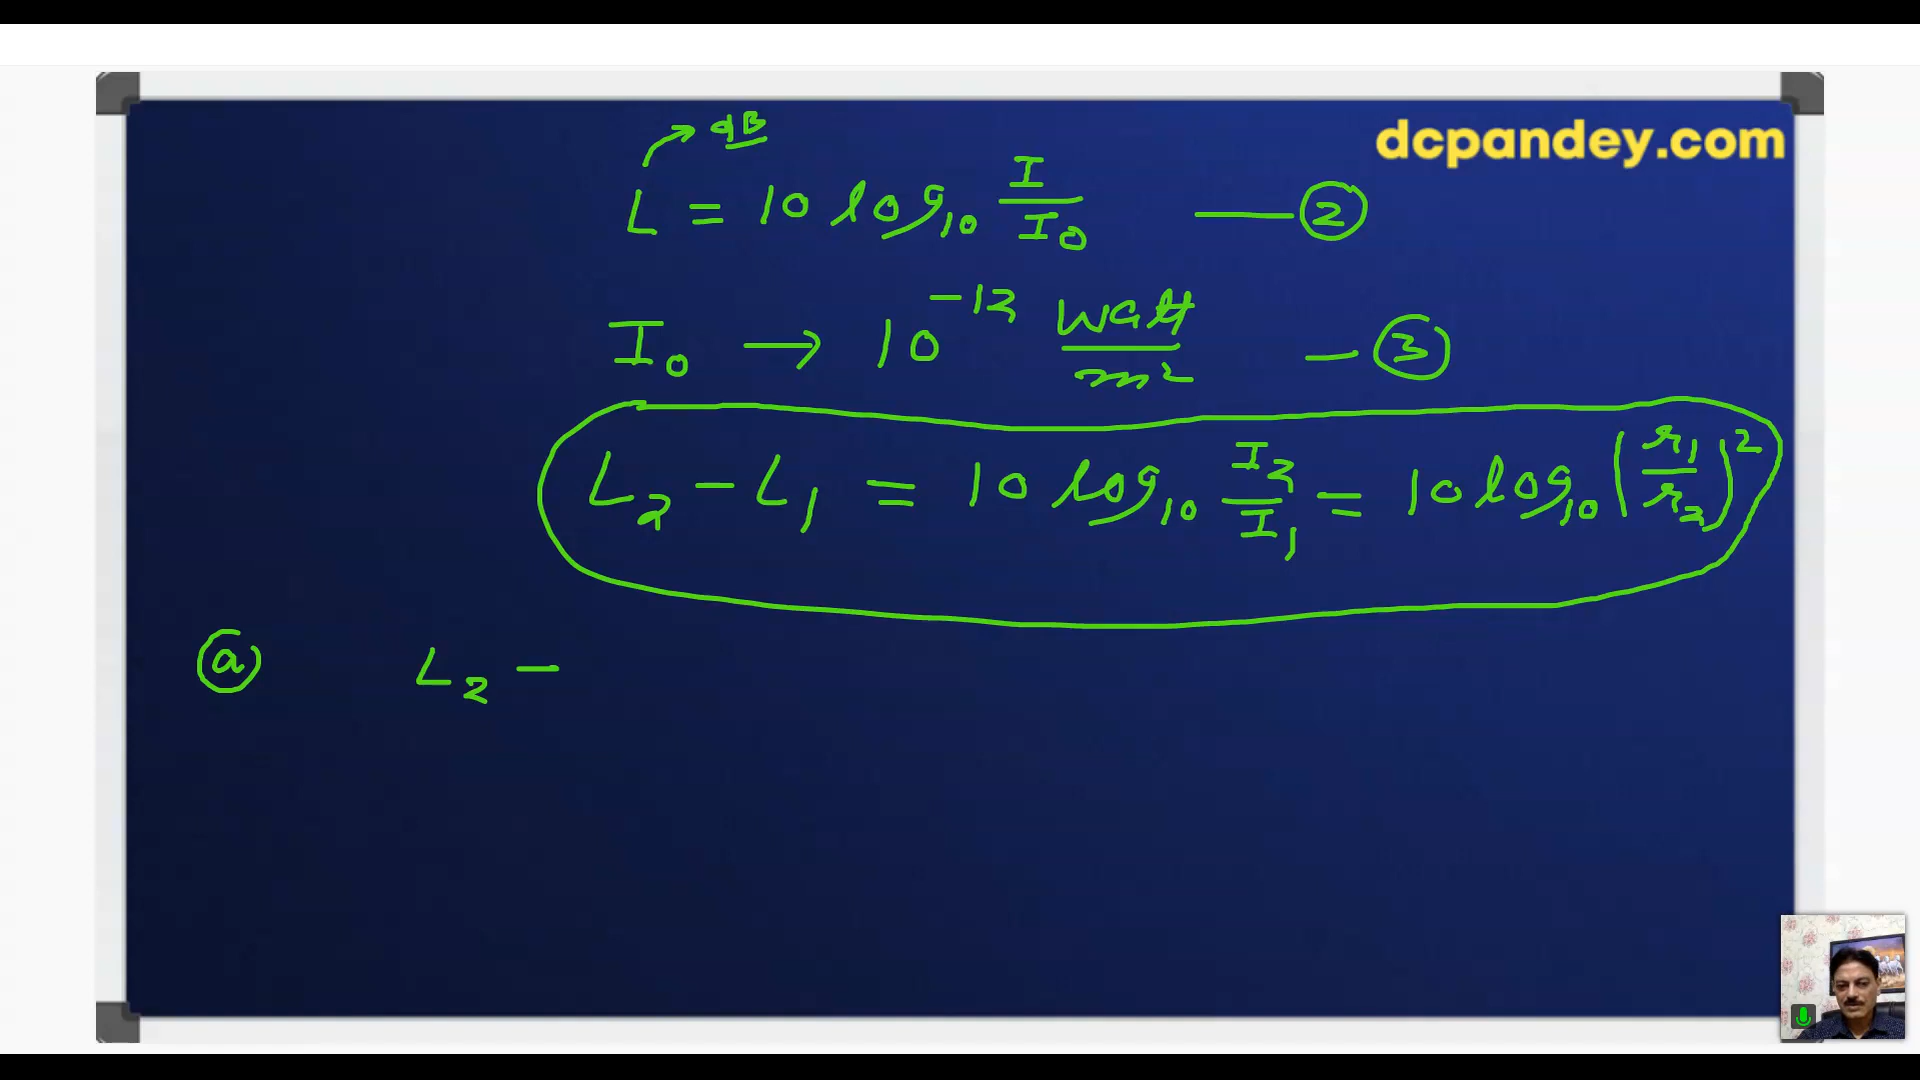 dB
dcpandey.com
L = 10 log₁₀ I/I₀ — ②
I₀ → 10⁻¹² watt/m² — ③
L₂ - L₁ = 10 log₁₀ I₂/I₁ = 10 log₁₀ (r₁/r₂)²
ⓐ L₂ -